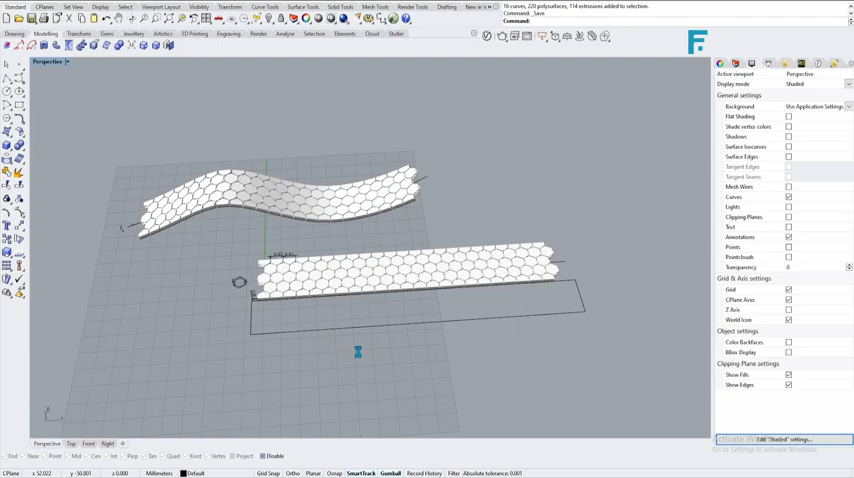 Standard CPlanes Set View Display Select Viewport Layout Visibility Transform Curve Tools Surface Tools Solid Tools Mesh Tools Render Tools Drafting New in V
16 curves, 220 polysurfaces, 114 extrusions added to selection.
Command: _Save
Command:
Drawing Modelling Transform Gems Jewellery Artistic 3D Printing Engraving Render Analyse Selection Elements Cloud Stuller
F.
Perspective
Active viewport Perspective
Display mode Shaded
General settings
Background Use Application Settings
Flat Shading
Shade vertex colors
Shadows
Surface Isocurves
Surface Edges
Tangent Edges
Tangent Seams
Mesh Wires
Curves
Lights
Clipping Planes
Text
Annotations
Points
Pointclouds
Transparency 0
Grid & Axis settings
Grid
CPlane Axes
Z Axis
World Icon
Object settings
Color Backfaces
BBox Display
Clipping Plane settings
Show Fills
Show Edges
Edit "Shaded" settings...
Go to Settings to activate Windows.
Perspective Top Front Right
End Near Point Mid Cen Int Perp Tan Quad Knot Vertex Project Disable
CPlane x 52.022 y -50.801 z 0.000 Millimeters Default Grid Snap Ortho Planar Osnap SmartTrack Gumball Record History Filter Absolute tolerance: 0.001